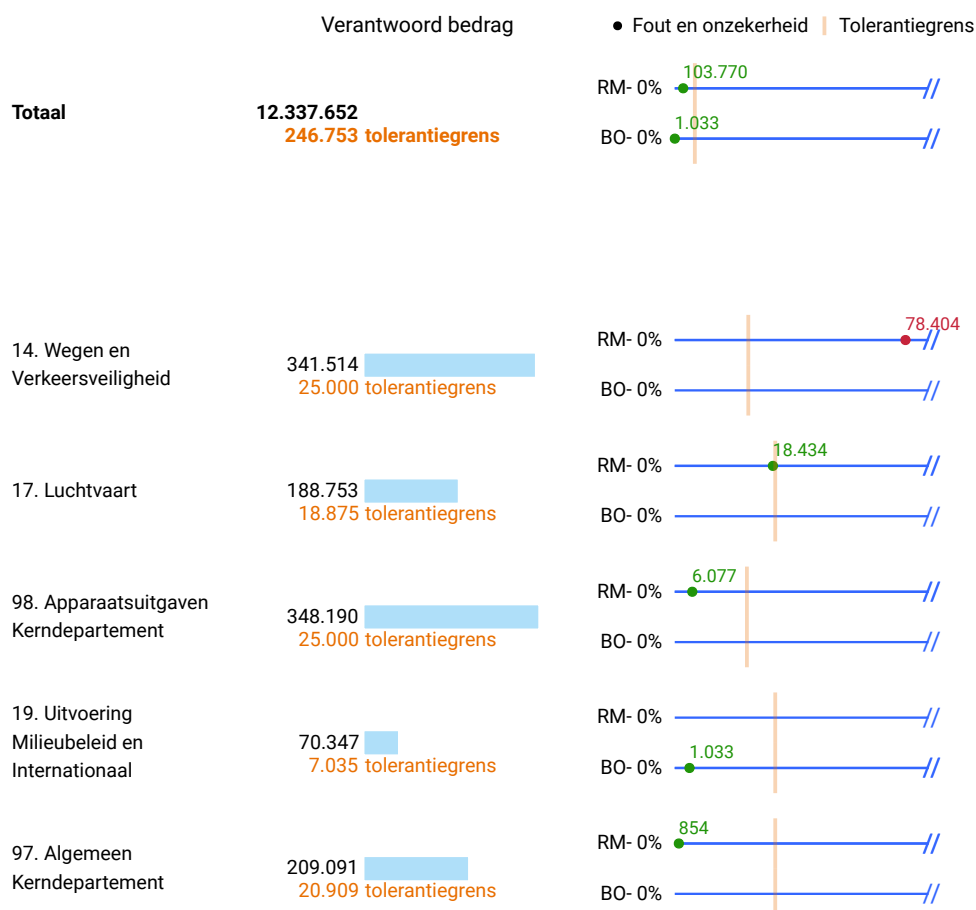 Verantwoord bedrag
Fout en onzekerheid
Tolerantiegrens
Totaal
12.337.652
246.753 tolerantiegrens
RM- 0%
103.770
BO- 0%
1.033
14. Wegen en
Verkeersveiligheid
341.514
25.000 tolerantiegrens
RM- 0%
78.404
BO- 0%
17. Luchtvaart
188.753
18.875 tolerantiegrens
RM- 0%
18.434
BO- 0%
98. Apparaatsuitgaven
Kerndepartement
348.190
25.000 tolerantiegrens
RM- 0%
6.077
BO- 0%
19. Uitvoering
Milieubeleid en
Internationaal
70.347
7.035 tolerantiegrens
RM- 0%
BO- 0%
1.033
97. Algemeen
Kerndepartement
209.091
20.909 tolerantiegrens
RM- 0%
854
BO- 0%